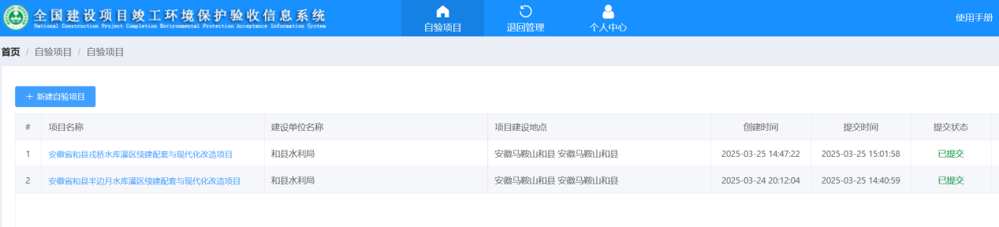 全国建设项目竣工环境保护验收信息系统
National Construction Project Completion Environmental Protection Acceptance Information System
自验项目
退回管理
个人中心
使用手册
首页 / 自验项目 / 自验项目
+ 新建自验项目
# 项目名称 建设单位名称 项目建设地点 创建时间 提交时间 提交状态
1 安徽省和县戎桥水库灌区续建配套与现代化改造项目 和县水利局 安徽马鞍山和县 安徽马鞍山和县 2025-03-25 14:47:22 2025-03-25 15:01:58 已提交
2 安徽省和县半边月水库灌区续建配套与现代化改造项目 和县水利局 安徽马鞍山和县 安徽马鞍山和县 2025-03-24 20:12:04 2025-03-25 14:40:59 已提交